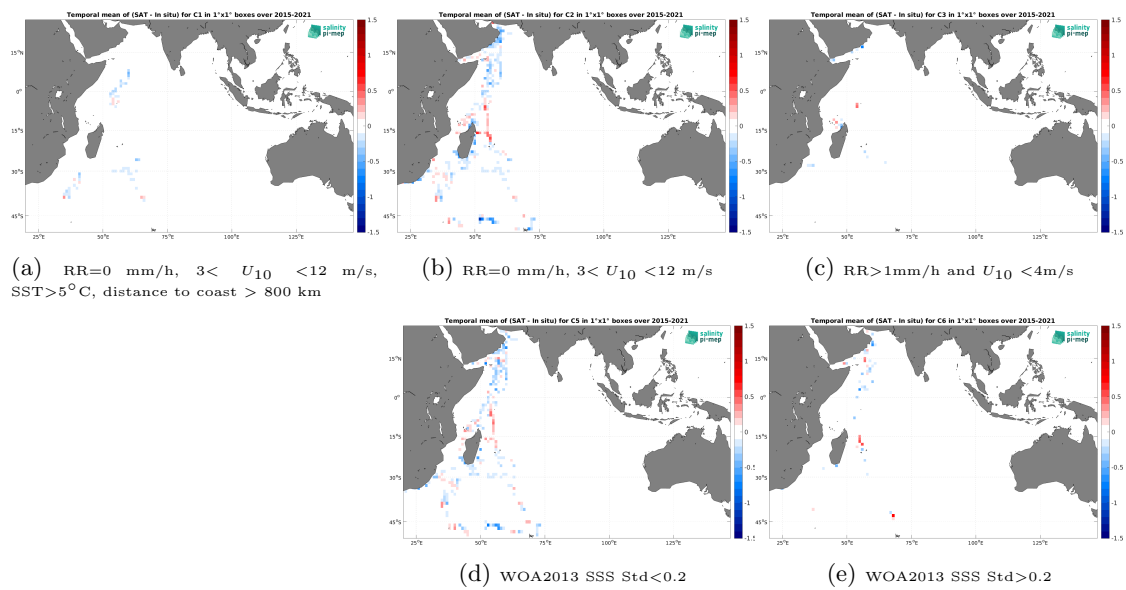 Temporal mean of (SAT - In situ) for C1 in 1°x1° boxes over 2015-2021
salinity
pi-mep
15°N
0°
15°S
30°S
45°S
25°E
50°E
75°E
100°E
125°E
1.5
1
0.5
0
-0.5
-1
-1.5
Temporal mean of (SAT - In situ) for C2 in 1°x1° boxes over 2015-2021
salinity
pi-mep
15°N
0°
15°S
30°S
45°S
25°E
50°E
75°E
100°E
125°E
1.5
1
0.5
0
-0.5
-1
-1.5
Temporal mean of (SAT - In situ) for C3 in 1°x1° boxes over 2015-2021
salinity
pi-mep
15°N
0°
15°S
30°S
45°S
25°E
50°E
75°E
100°E
125°E
1.5
1
0.5
0
-0.5
-1
-1.5
(a) RR=0 mm/h, 3< U10 <12 m/s,
SST>5°C, distance to coast > 800 km
(b) RR=0 mm/h, 3< U10 <12 m/s
(c) RR>1mm/h and U10 <4m/s
Temporal mean of (SAT - In situ) for C5 in 1°x1° boxes over 2015-2021
salinity
pi-mep
15°N
0°
15°S
30°S
45°S
25°E
50°E
75°E
100°E
125°E
1.5
1
0.5
0
-0.5
-1
-1.5
Temporal mean of (SAT - In situ) for C6 in 1°x1° boxes over 2015-2021
salinity
pi-mep
15°N
0°
15°S
30°S
45°S
25°E
50°E
75°E
100°E
125°E
1.5
1
0.5
0
-0.5
-1
-1.5
(d) WOA2013 SSS Std<0.2
(e) WOA2013 SSS Std>0.2